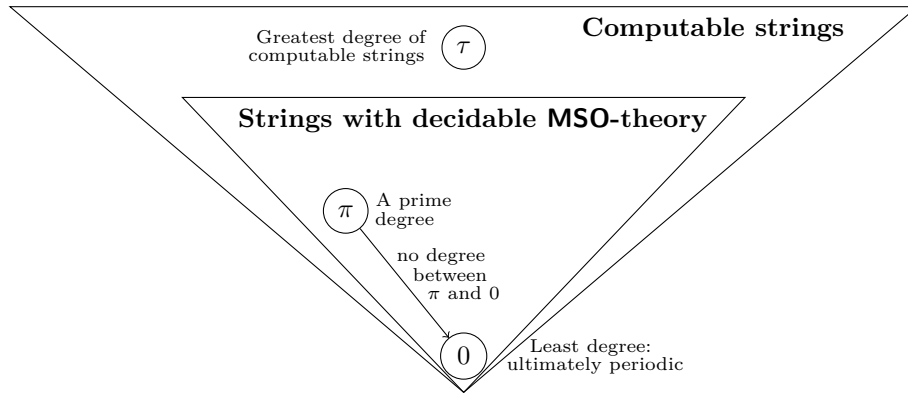 Computable strings
Greatest degree of
computable strings
τ
Strings with decidable MSO-theory
π
A prime
degree
no degree
between
π and 0
0
Least degree:
ultimately periodic